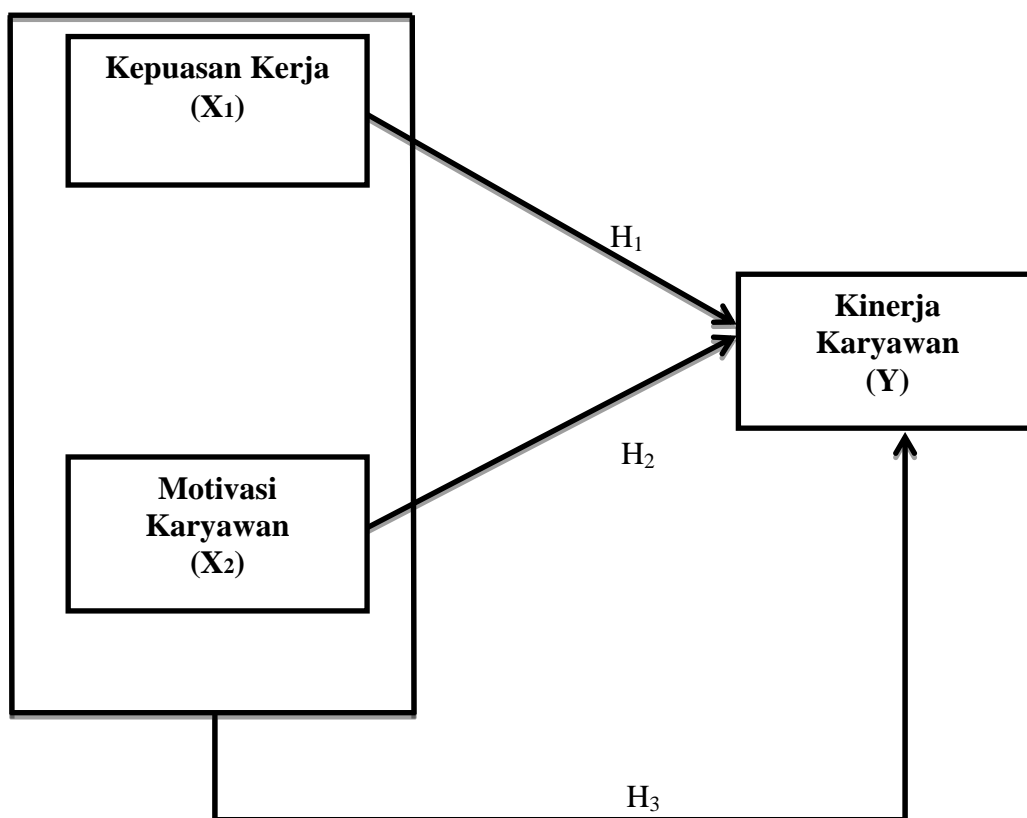 Kepuasan Kerja
(X1)
H1
Kinerja
Karyawan
(Y)
H2
Motivasi
Karyawan
(X2)
H3